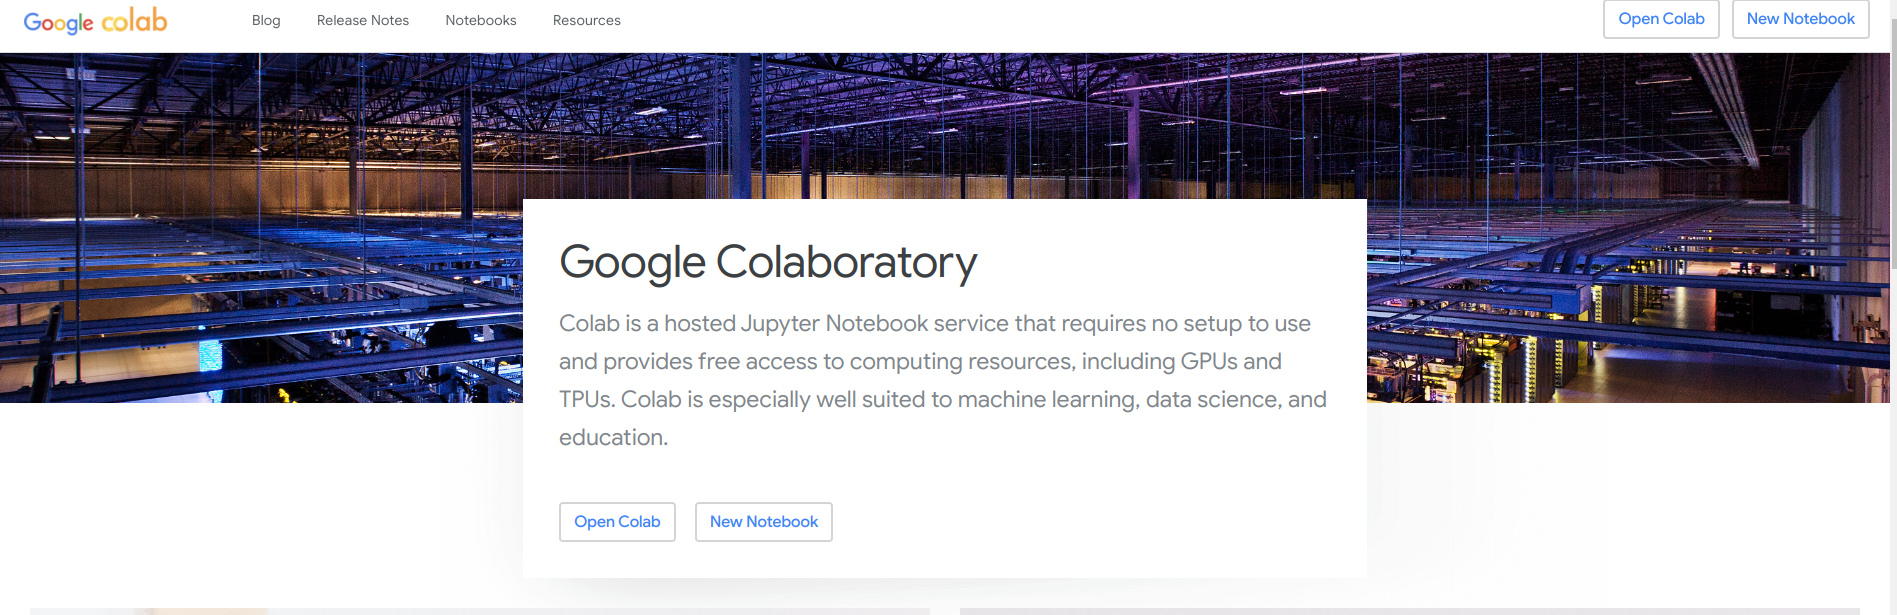 Google colab
Blog Release Notes Notebooks Resources
Open Colab New Notebook
Google Colaboratory
Colab is a hosted Jupyter Notebook service that requires no setup to use
and provides free access to computing resources, including GPUs and
TPUs. Colab is especially well suited to machine learning, data science, and
education.
Open Colab New Notebook